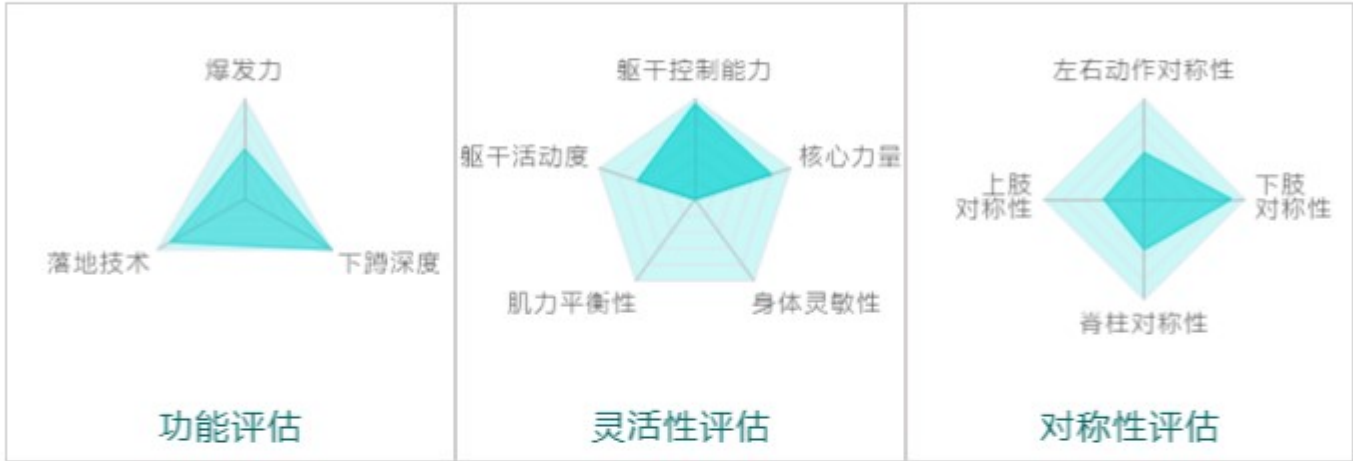 爆发力
落地技术
下蹲深度
功能评估
躯干控制能力
躯干活动度
核心力量
肌力平衡性
身体灵敏性
灵活性评估
左右动作对称性
上肢
对称性
下肢
对称性
脊柱对称性
对称性评估